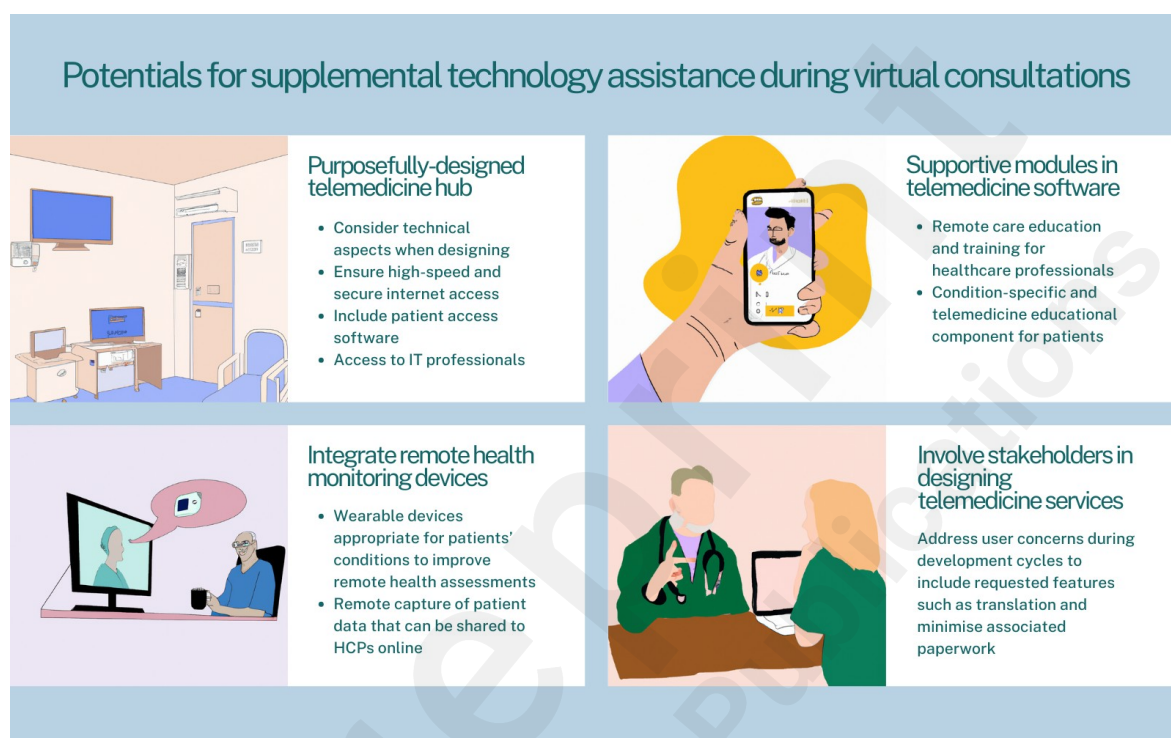 Potentials for supplemental technology assistance during virtual consultations
Purposefully-designed
telemedicine hub
• Consider technical
aspects when designing
• Ensure high-speed and
secure internet access
• Include patient access
software
• Access to IT professionals
Supportive modules in
telemedicine software
• Remote care education
and training for
healthcare professionals
• Condition-specific and
telemedicine educational
component for patients
Integrate remote health
monitoring devices
• Wearable devices
appropriate for patients'
conditions to improve
remote health assessments
• Remote capture of patient
data that can be shared to
HCPs online
Involve stakeholders in
designing
telemedicine services
Address user concerns during
development cycles to
include requested features
such as translation and
minimise associated
paperwork